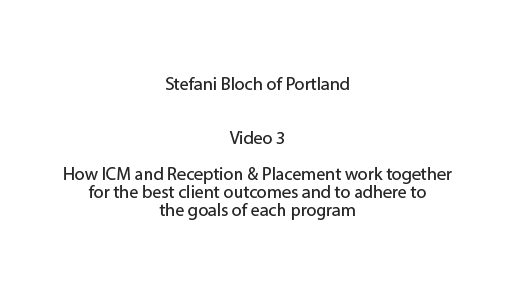 Stefani Bloch of Portland
Video 3
How ICM and Reception & Placement work together
for the best client outcomes and to adhere to
the goals of each program